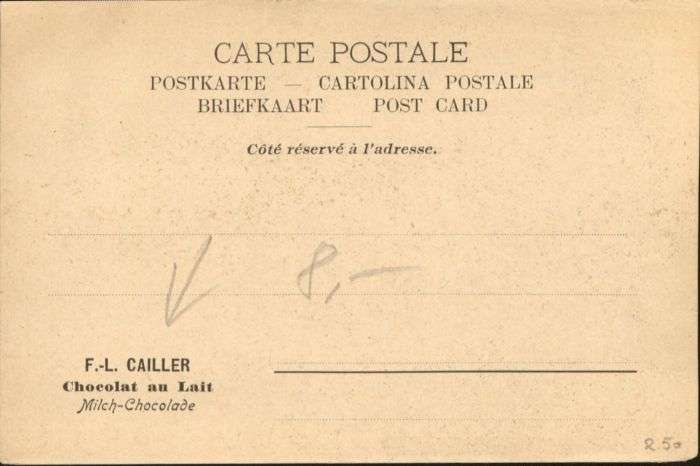 CARTE POSTALE
POSTKARTE — CARTOLINA POSTALE
BRIEFKAART POST CARD
Côté réservé à l'adresse.
8,—
F.-L. CAILLER
Chocolat au Lait
Milch-Chocolade
2.50